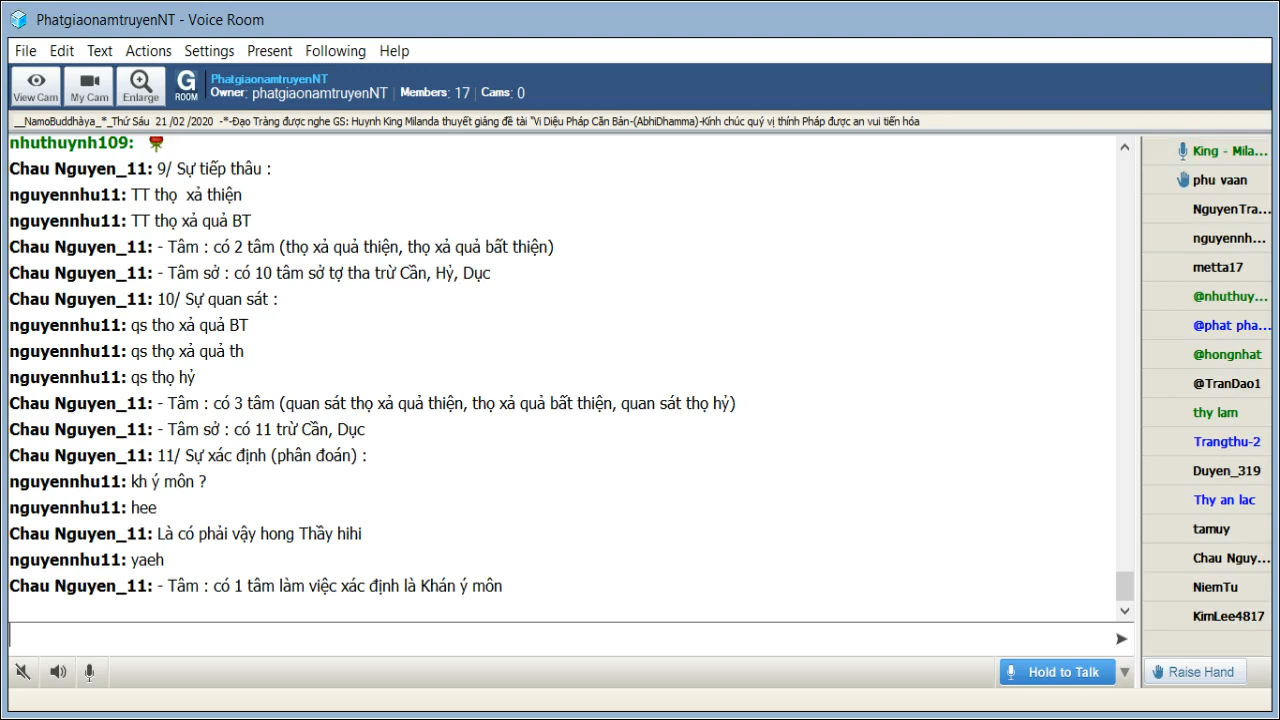 PhatgiaonamtruyenNT - Voice Room
File Edit Text Actions Settings Present Following Help
View Cam My Cam Enlarge G ROOM PhatgiaonamtruyenNT
Owner: phatgiaonamtruyenNT Members: 17 Cams: 0
__NamoBuddhàya_*_Thứ Sáu 21 /02 /2020 -*-Đạo Tràng được nghe GS: Huynh King Milanda thuyết giảng đề tài "Vi Diệu Pháp Căn Bản-(AbhiDhamma)-Kính chúc quý vị thính Pháp được an vui tiến hóa
nhuthuynh109:
Chau Nguyen_11: 9/ Sự tiếp thâu :
nguyennhu11: TT thọ xả thiện
nguyennhu11: TT thọ xả quả BT
Chau Nguyen_11: - Tâm : có 2 tâm (thọ xả quả thiện, thọ xả quả bất thiện)
Chau Nguyen_11: - Tâm sở : có 10 tâm sở tợ tha trừ Cần, Hỷ, Dục
Chau Nguyen_11: 10/ Sự quan sát :
nguyennhu11: qs tho xả quả BT
nguyennhu11: qs thọ xả quả th
nguyennhu11: qs thọ hỷ
Chau Nguyen_11: - Tâm : có 3 tâm (quan sát thọ xả quả thiện, thọ xả quả bất thiện, quan sát thọ hỷ)
Chau Nguyen_11: - Tâm sở : có 11 trừ Cần, Dục
Chau Nguyen_11: 11/ Sự xác định (phân đoán) :
nguyennhu11: kh ý môn ?
nguyennhu11: hee
Chau Nguyen_11: Là có phải vậy hong Thầy hihi
nguyennhu11: yaeh
Chau Nguyen_11: - Tâm : có 1 tâm làm việc xác định là Khán ý môn
King - Mila...
phu vaan
NguyenTra...
nguyennh...
metta17
@nhuthuy...
@phat pha...
@hongnhat
@TranDao1
thy lam
Trangthu-2
Duyen_319
Thy an lac
tamuy
Chau Nguy...
NiemTu
KimLee4817
Hold to Talk
Raise Hand